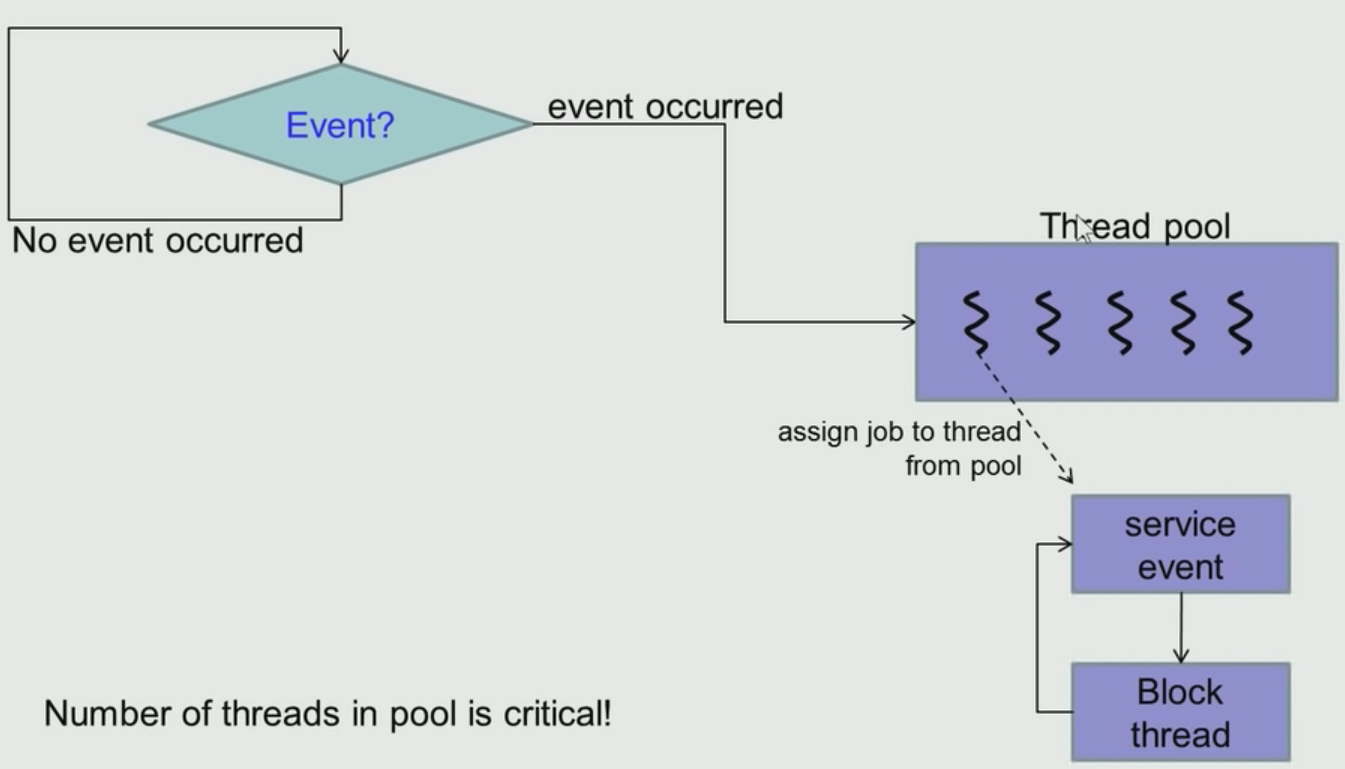 event occurred
Event?
No event occurred
Thread pool
assign job to thread
from pool
service
event
Block
thread
Number of threads in pool is critical!